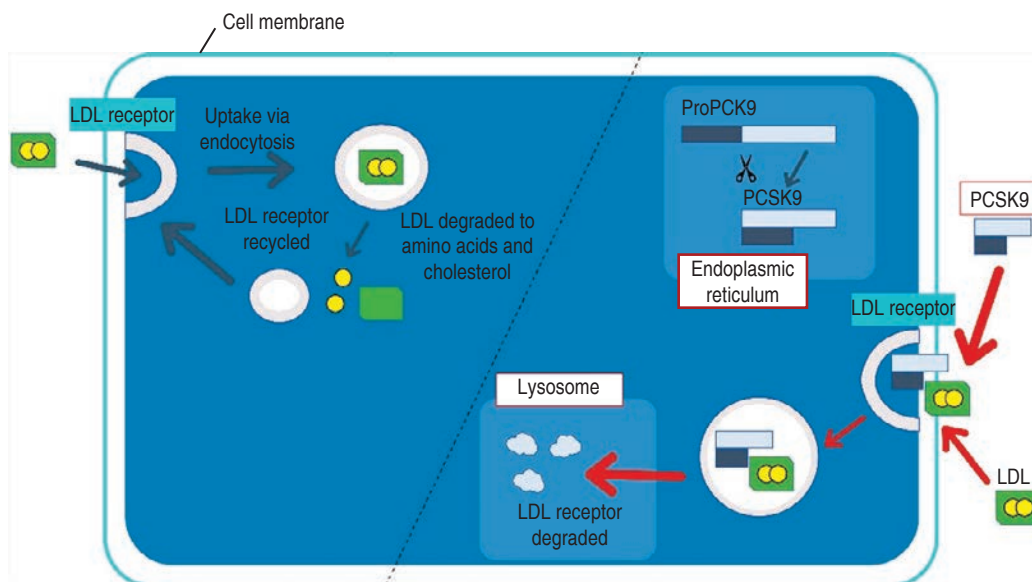 Cell membrane
LDL receptor
Uptake via
endocytosis
LDL receptor
recycled
LDL degraded to
amino acids and
cholesterol
ProPCK9
PCSK9
Endoplasmic
reticulum
PCSK9
LDL receptor
LDL
Lysosome
LDL receptor
degraded